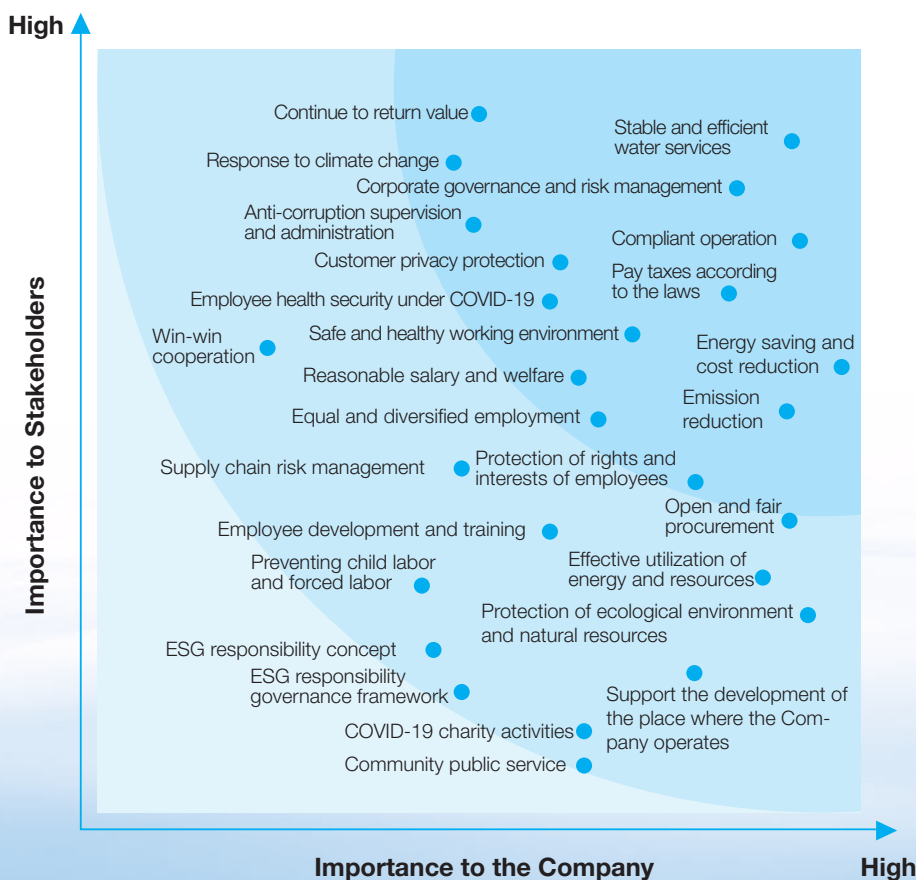 High
Continue to return value
Stable and efficient
water services
Response to climate change
Corporate governance and risk management
Anti-corruption supervision
and administration
Compliant operation
Customer privacy protection
Pay taxes according
to the laws
Employee health security under COVID-19
Win-win
cooperation
Safe and healthy working environment
Energy saving and
cost reduction
Reasonable salary and welfare
Emission
reduction
Equal and diversified employment
Supply chain risk management
Protection of rights and
interests of employees
Open and fair
procurement
Employee development and training
Preventing child labor
and forced labor
Effective utilization of
energy and resources
Protection of ecological environment
and natural resources
ESG responsibility concept
ESG responsibility
governance framework
Support the development of
the place where the Com-
pany operates
COVID-19 charity activities
Community public service
Importance to Stakeholders
Importance to the Company
High